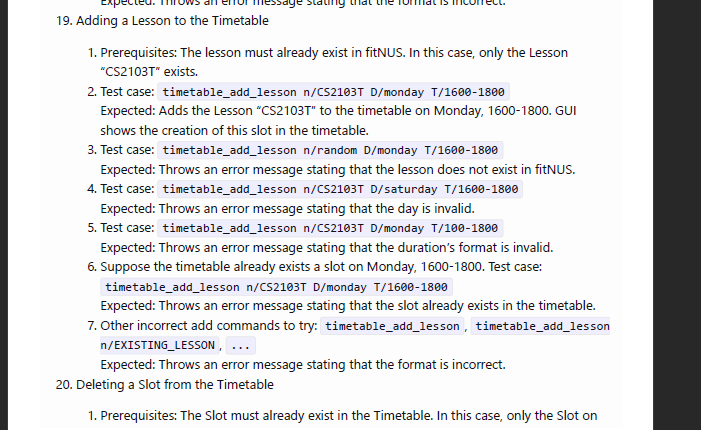 Expected: Throws an error message stating that the format is incorrect.
19. Adding a Lesson to the Timetable
1. Prerequisites: The lesson must already exist in fitNUS. In this case, only the Lesson
“CS2103T” exists.
2. Test case: timetable_add_lesson n/CS2103T D/monday T/1600-1800
Expected: Adds the Lesson “CS2103T” to the timetable on Monday, 1600-1800. GUI
shows the creation of this slot in the timetable.
3. Test case: timetable_add_lesson n/random D/monday T/1600-1800
Expected: Throws an error message stating that the lesson does not exist in fitNUS.
4. Test case: timetable_add_lesson n/CS2103T D/saturday T/1600-1800
Expected: Throws an error message stating that the day is invalid.
5. Test case: timetable_add_lesson n/CS2103T D/monday T/100-1800
Expected: Throws an error message stating that the duration’s format is invalid.
6. Suppose the timetable already exists a slot on Monday, 1600-1800. Test case:
timetable_add_lesson n/CS2103T D/monday T/1600-1800
Expected: Throws an error message stating that the slot already exists in the timetable.
7. Other incorrect add commands to try: timetable_add_lesson, timetable_add_lesson
n/EXISTING_LESSON, ...
Expected: Throws an error message stating that the format is incorrect.
20. Deleting a Slot from the Timetable
1. Prerequisites: The Slot must already exist in the Timetable. In this case, only the Slot on